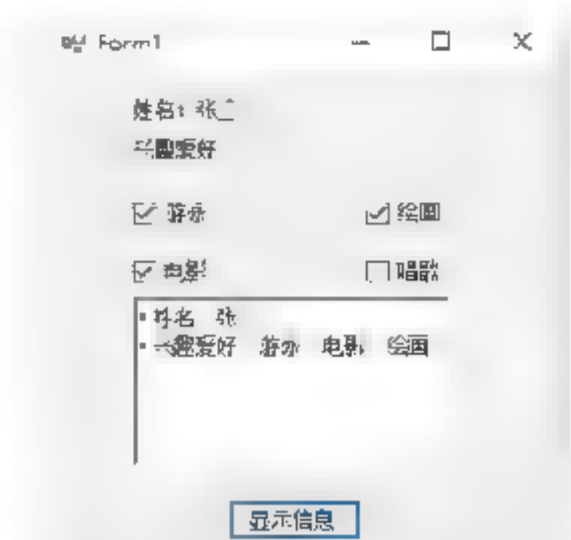 Form1
姓名：张
兴趣爱好
游泳 绘画
电影 唱歌
姓名 张
兴趣爱好 游泳 电影 绘画
显示信息